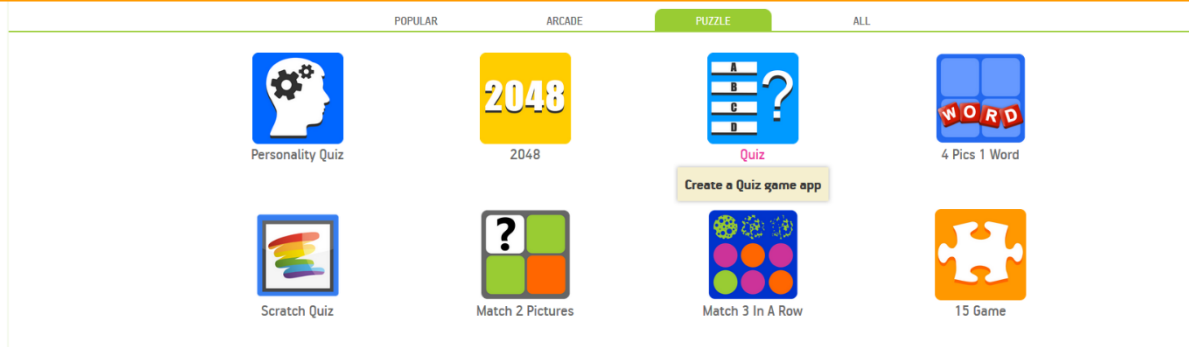 POPULAR ARCADE PUZZLE ALL
A
B
C
D
?
2048
WORD
Personality Quiz 2048 Quiz 4 Pics 1 Word
Create a Quiz game app
?
Scratch Quiz Match 2 Pictures Match 3 In A Row 15 Game